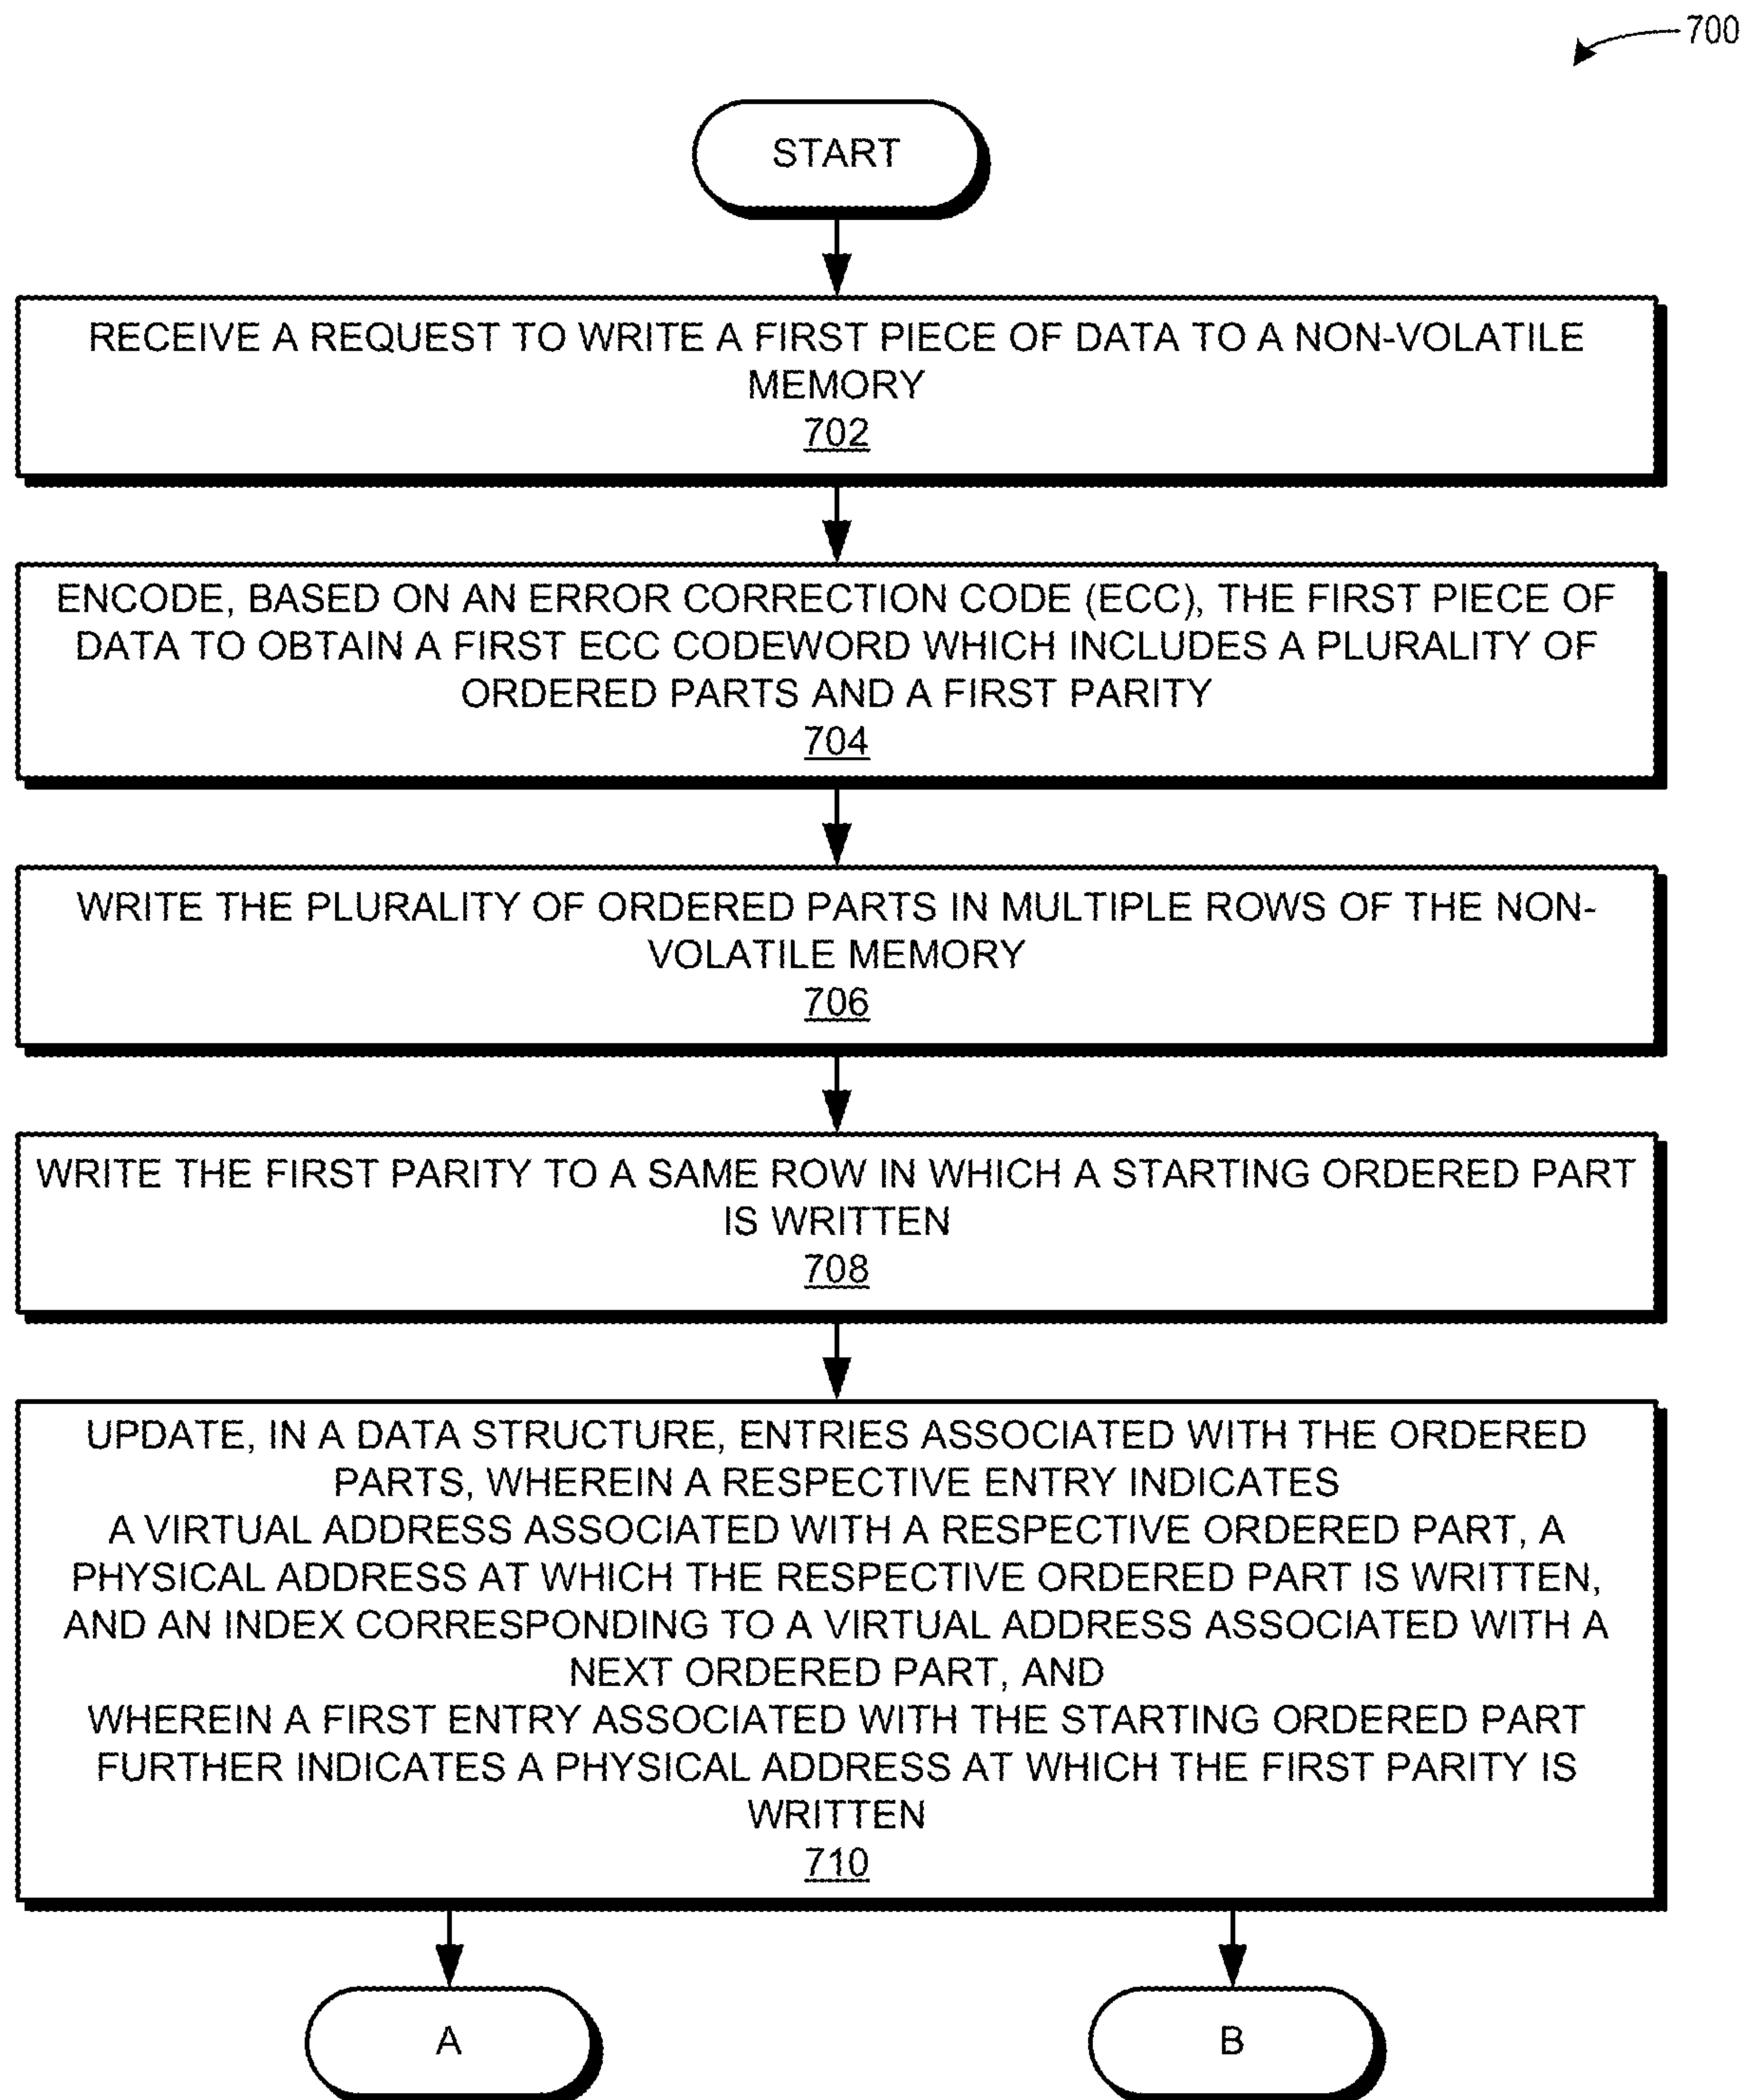 700
START
RECEIVE A REQUEST TO WRITE A FIRST PIECE OF DATA TO A NON-VOLATILE
MEMORY
702
ENCODE, BASED ON AN ERROR CORRECTION CODE (ECC), THE FIRST PIECE OF
DATA TO OBTAIN A FIRST ECC CODEWORD WHICH INCLUDES A PLURALITY OF
ORDERED PARTS AND A FIRST PARITY
704
WRITE THE PLURALITY OF ORDERED PARTS IN MULTIPLE ROWS OF THE NON-
VOLATILE MEMORY
706
WRITE THE FIRST PARITY TO A SAME ROW IN WHICH A STARTING ORDERED PART
IS WRITTEN
708
UPDATE, IN A DATA STRUCTURE, ENTRIES ASSOCIATED WITH THE ORDERED
PARTS, WHEREIN A RESPECTIVE ENTRY INDICATES
A VIRTUAL ADDRESS ASSOCIATED WITH A RESPECTIVE ORDERED PART, A
PHYSICAL ADDRESS AT WHICH THE RESPECTIVE ORDERED PART IS WRITTEN,
AND AN INDEX CORRESPONDING TO A VIRTUAL ADDRESS ASSOCIATED WITH A
NEXT ORDERED PART, AND
WHEREIN A FIRST ENTRY ASSOCIATED WITH THE STARTING ORDERED PART
FURTHER INDICATES A PHYSICAL ADDRESS AT WHICH THE FIRST PARITY IS
WRITTEN
710
A
B